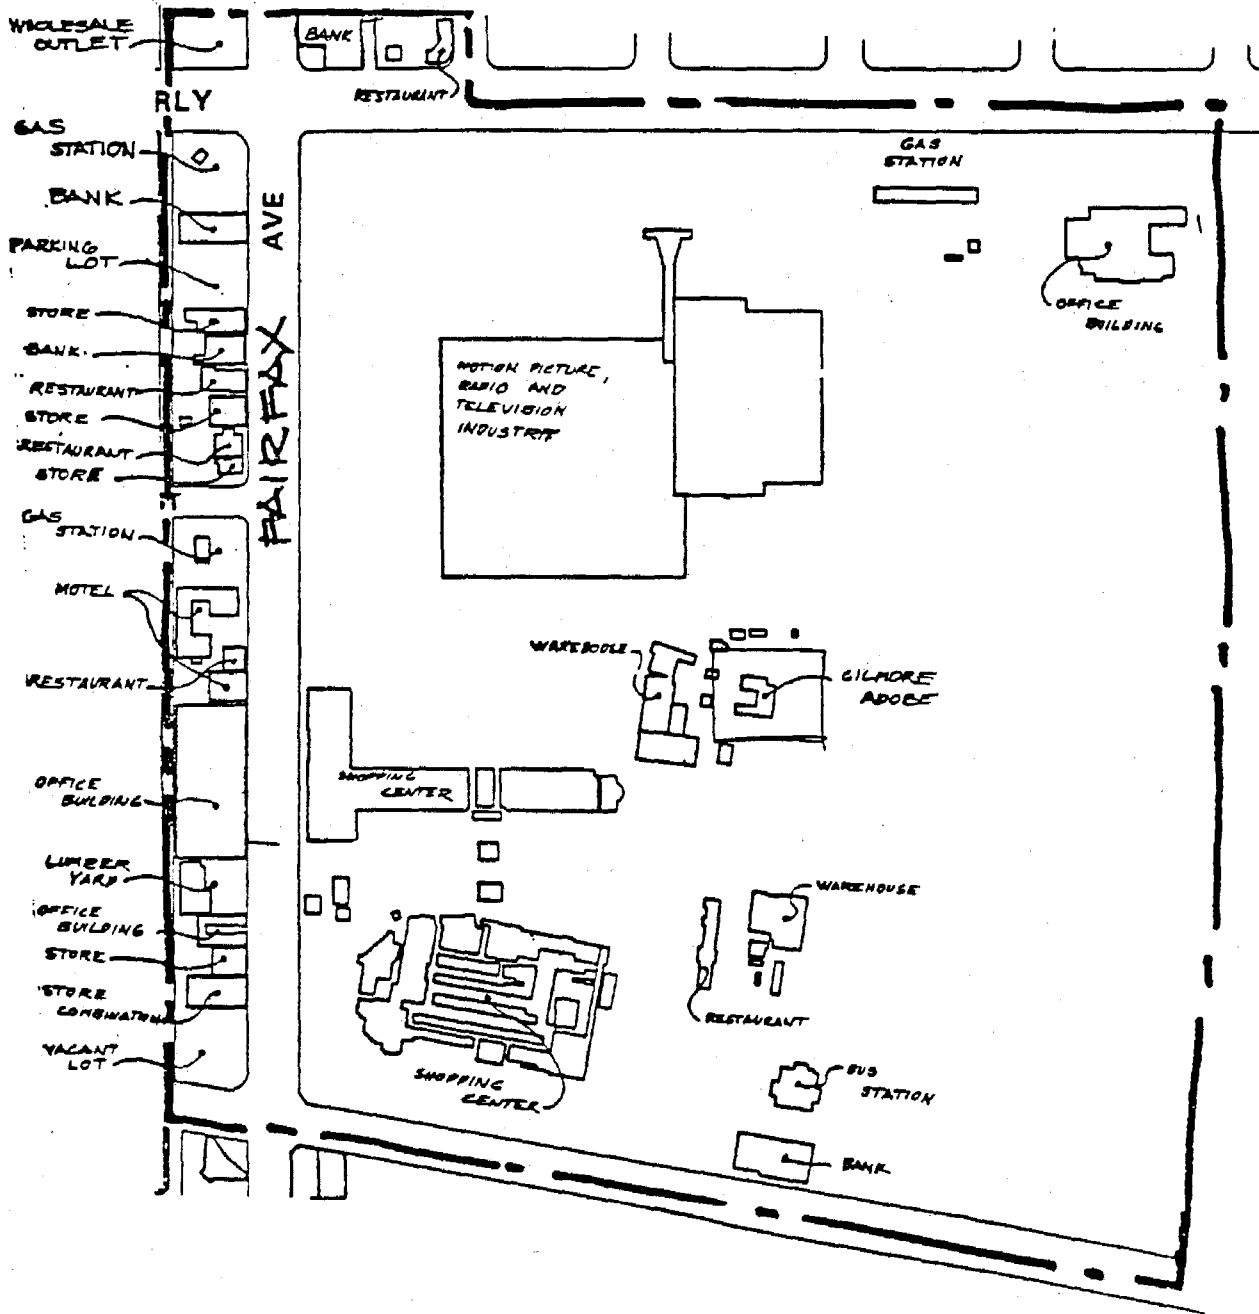 WHOLESALE
OUTLET
BANK
RESTAURANT
RLY
GAS
STATION
GAS
STATION
BANK
AVE
PARKING
LOT
OFFICE
BUILDING
STORE
FAIRFAX
BANK
MOTION PICTURE,
RADIO AND
TELEVISION
INDUSTRY
RESTAURANT
STORE
RESTAURANT
STORE
GAS
STATION
MOTEL
WAREHOUSE
GILMORE
ADOBE
RESTAURANT
SHOPPING
CENTER
OFFICE
BUILDING
LUMBER
YARD
WAREHOUSE
OFFICE
BUILDING
STORE
STORE
COMBINATION
RESTAURANT
VACANT
LOT
SHOPPING
CENTER
BUS
STATION
BANK